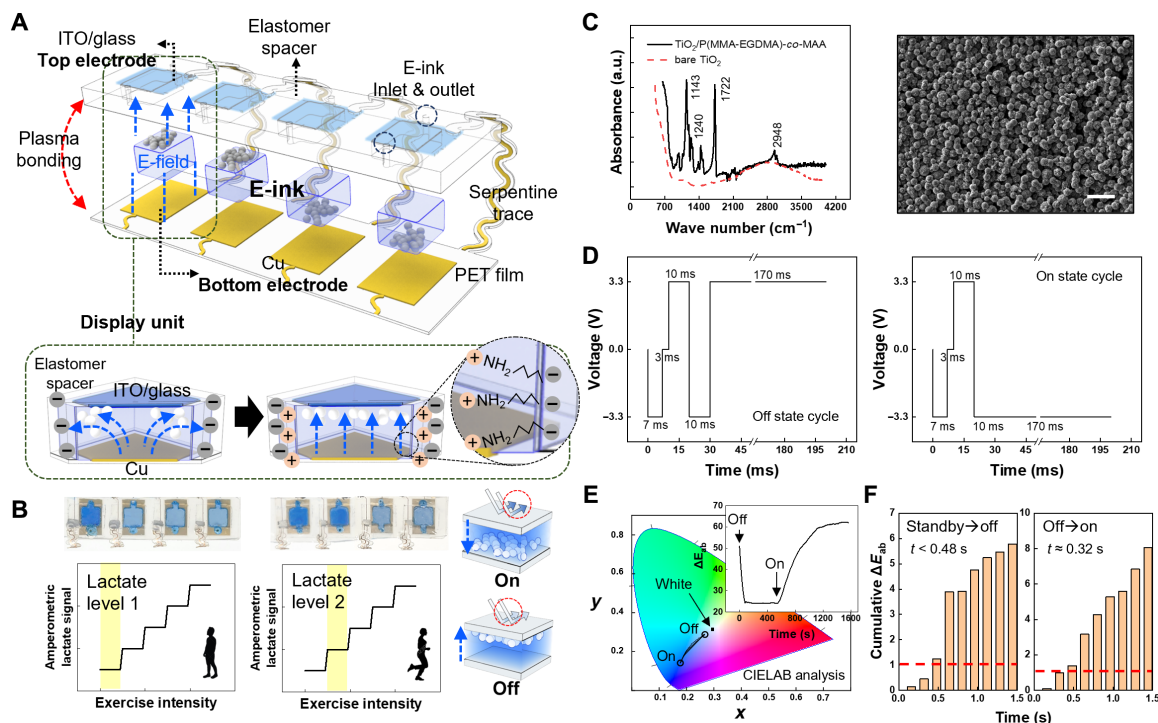 A
ITO/glass
Top electrode
Elastomer
spacer
E-ink
Inlet & outlet
Plasma
bonding
E-field
E-ink
Serpentine
trace
Cu
PET film
Bottom electrode
Display unit
Elastomer
spacer
ITO/glass
Cu
− − − − − −
+ + + + + +
+ NH2 −
+ NH2 −
+ NH2 −
B
Lactate
level 1
Amperometric
lactate signal
Exercise intensity
Lactate
level 2
Amperometric
lactate signal
Exercise intensity
On
Off
C
TiO2/P(MMA-EGDMA)-co-MAA
bare TiO2
1143
1240
1722
2948
Absorbance (a.u.)
700 1400 2100 2800 3500 4200
Wave number (cm−1)
D
10 ms
170 ms
3 ms
7 ms
10 ms
Off state cycle
3.3
0.0
−3.3
Voltage (V)
0 15 30 45 150 165 180 195 210
Time (ms)
10 ms
On state cycle
3 ms
7 ms
10 ms
170 ms
3.3
0.0
−3.3
Voltage (V)
0 15 30 45 150 165 180 195 210
Time (ms)
E
0.8
0.6
0.4
0.2
y
0.1 0.2 0.3 0.4 0.5 0.6 0.7
x
White
Off
On
CIELAB analysis
70
60
50
40
30
20
ΔEab
Off
On
0 400 800 1200 1600
Time (s)
F
Standby→off
t < 0.48 s
7
6
5
4
3
2
1
0
Cumulative ΔEab
0.0 0.5 1.0 1.5
Off→on
t ≈ 0.32 s
10
8
6
4
2
0
0.0 0.5 1.0 1.5
Time (s)